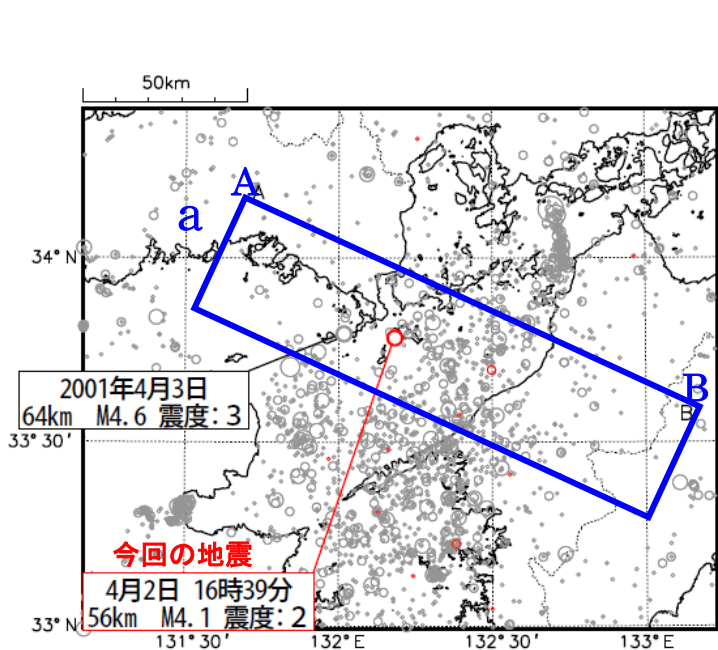 50km
A
A
a
34°N
B
B
2001年4月3日
64km M4.6 震度:3
33°30′
今回の地震
4月2日 16時39分
56km M4.1 震度:2
33°N
131°30′
132°E
132°30′
133°E